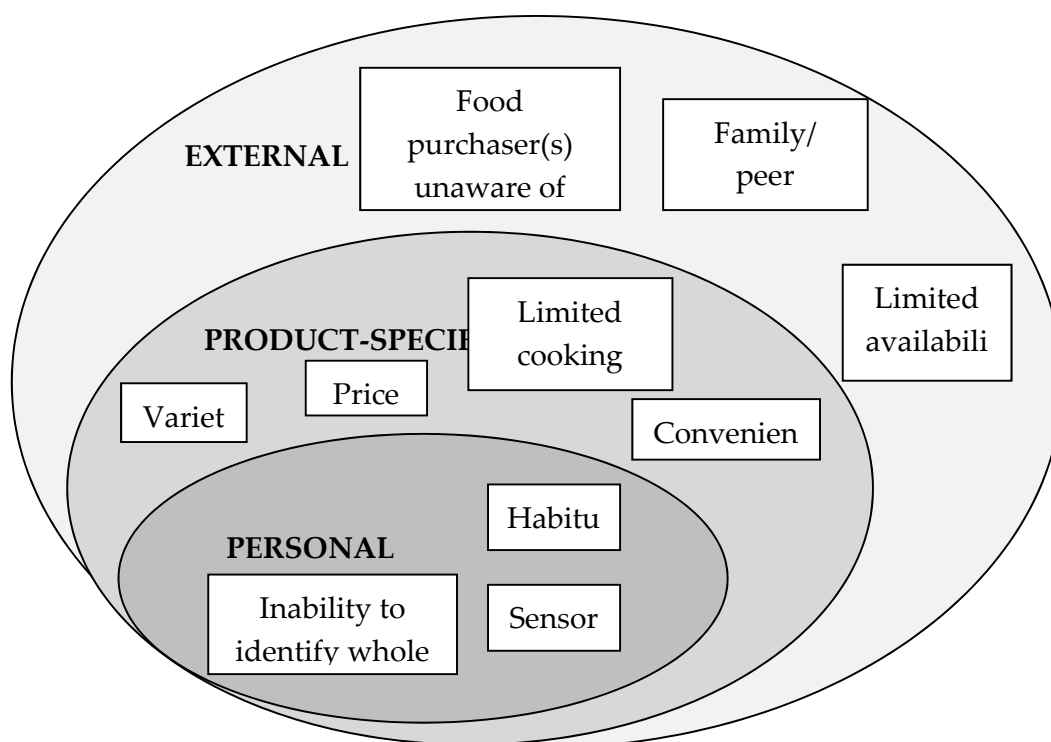 Food
purchaser(s)
unaware of
Family/
peer
EXTERNAL
Limited
availabili
Limited
cooking
PRODUCT-SPECIF
Price
Variet
Convenien
Habitu
PERSONAL
Inability to
identify whole
Sensor